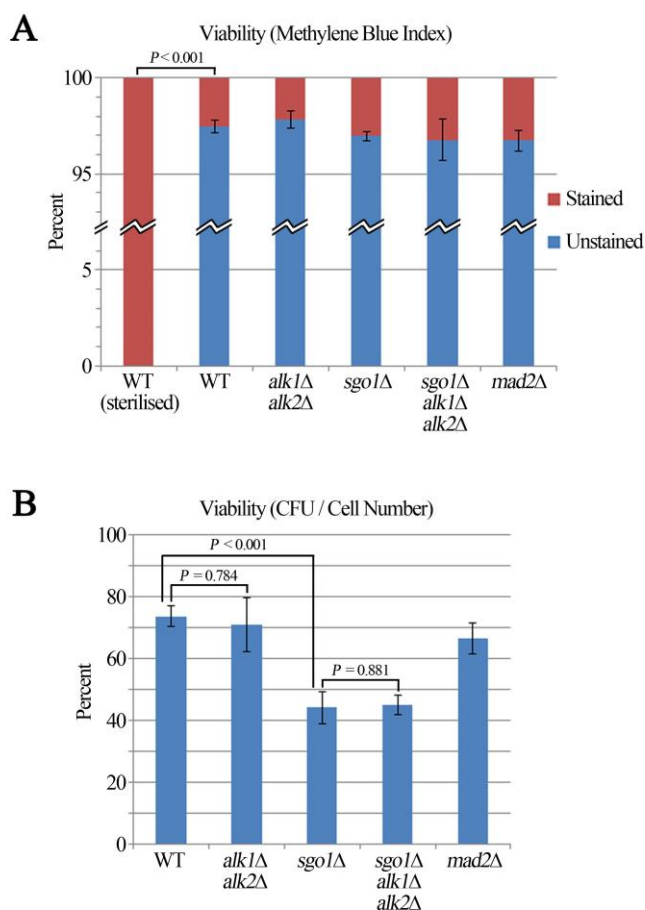 A
Viability (Methylene Blue Index)
P < 0.001
100
95
5
0
Percent
Stained
Unstained
WT
(sterilised)
WT
alk1Δ
alk2Δ
sgo1Δ
sgo1Δ
alk1Δ
alk2Δ
mad2Δ
B
Viability (CFU / Cell Number)
P < 0.001
P = 0.784
P = 0.881
100
80
60
40
20
0
Percent
WT
alk1Δ
alk2Δ
sgo1Δ
sgo1Δ
alk1Δ
alk2Δ
mad2Δ